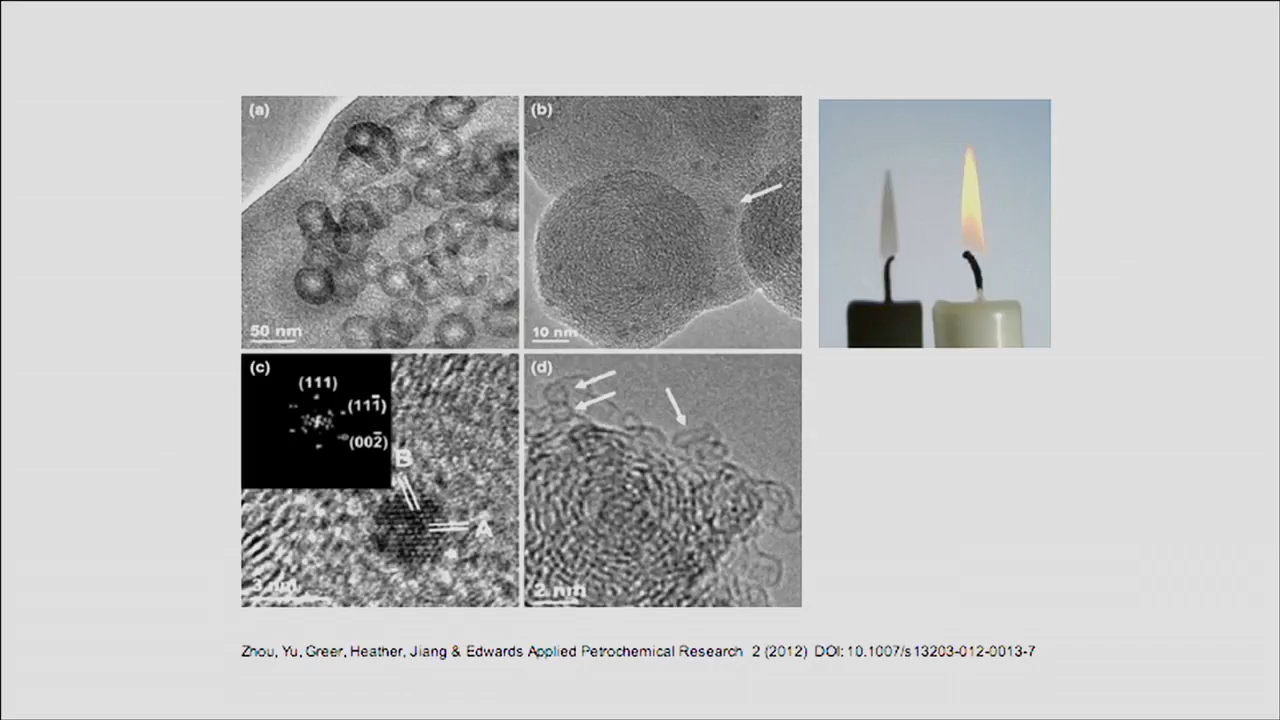 (a)
50 nm
(b)
10 nm
(c)
(111)
(111̄)
(002̄)
B
A
3 nm
(d)
2 nm
Zhou, Yu, Greer, Heather, Jiang & Edwards Applied Petrochemical Research 2 (2012) DOI: 10.1007/s13203-012-0013-7